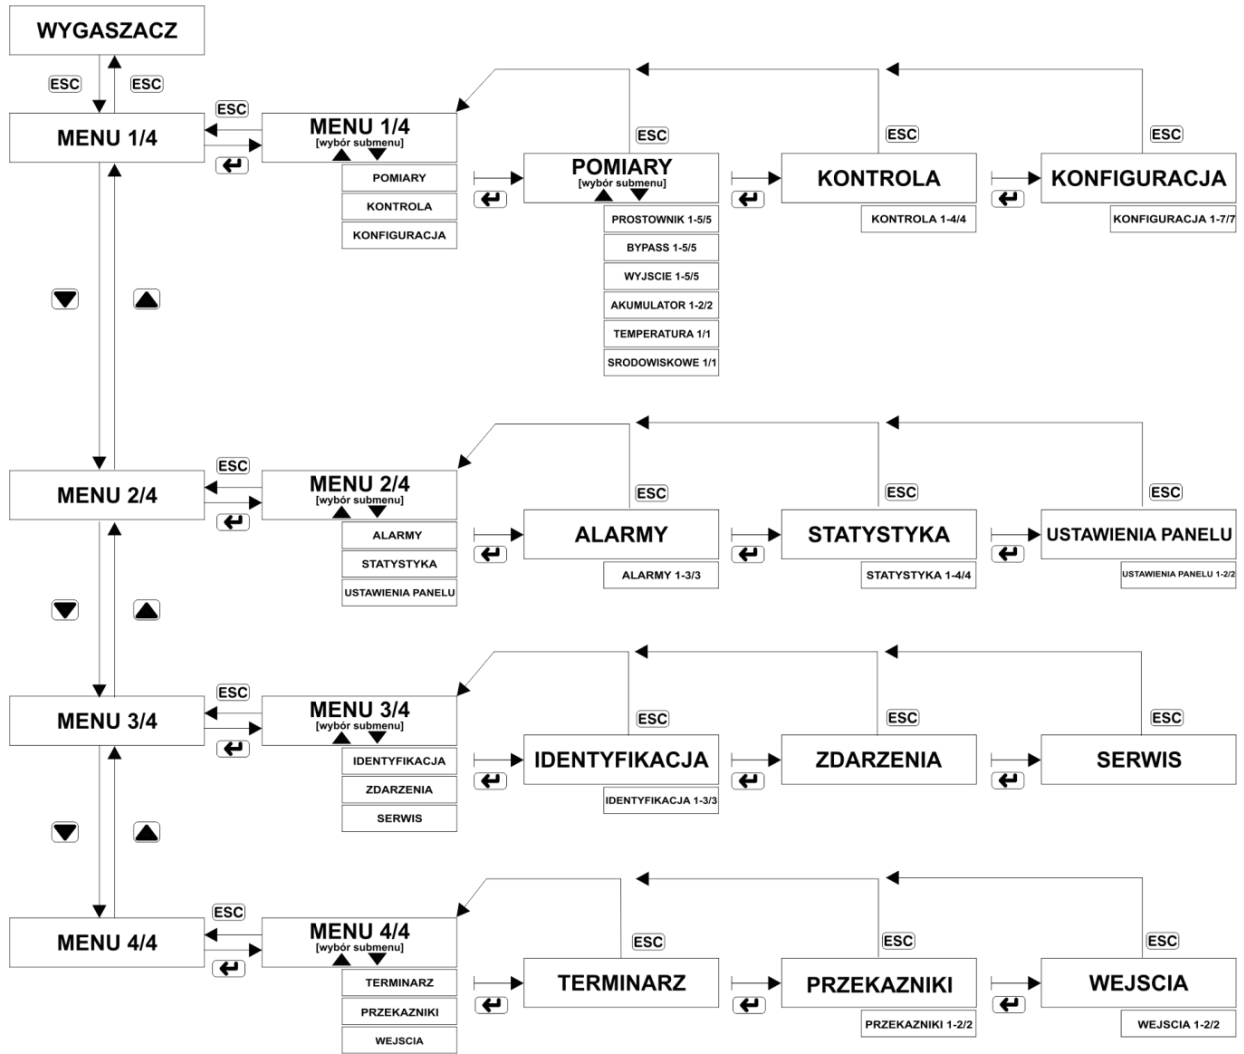 WYGASZACZ
ESC
ESC
MENU 1/4
ESC
MENU 1/4
[wybór submenu]
POMIARY
KONTROLA
KONFIGURACJA
ESC
POMIARY
[wybór submenu]
PROSTOWNIK 1-5/5
BYPASS 1-5/5
WYJSCIE 1-5/5
AKUMULATOR 1-2/2
TEMPERATURA 1/1
SRODOWISKOWE 1/1
ESC
KONTROLA
KONTROLA 1-4/4
ESC
KONFIGURACJA
KONFIGURACJA 1-7/7
MENU 2/4
ESC
MENU 2/4
[wybór submenu]
ALARMY
STATYSTYKA
USTAWIENIA PANELU
ESC
ALARMY
ALARMY 1-3/3
ESC
STATYSTYKA
STATYSTYKA 1-4/4
ESC
USTAWIENIA PANELU
USTAWIENIA PANELU 1-2/2
MENU 3/4
ESC
MENU 3/4
[wybór submenu]
IDENTYFIKACJA
ZDARZENIA
SERWIS
ESC
IDENTYFIKACJA
IDENTYFIKACJA 1-3/3
ESC
ZDARZENIA
ESC
SERWIS
MENU 4/4
ESC
MENU 4/4
[wybór submenu]
TERMINARZ
PRZEKAZNIKI
WEJSCIA
ESC
TERMINARZ
ESC
PRZEKAZNIKI
PRZEKAZNIKI 1-2/2
ESC
WEJSCIA
WEJSCIA 1-2/2